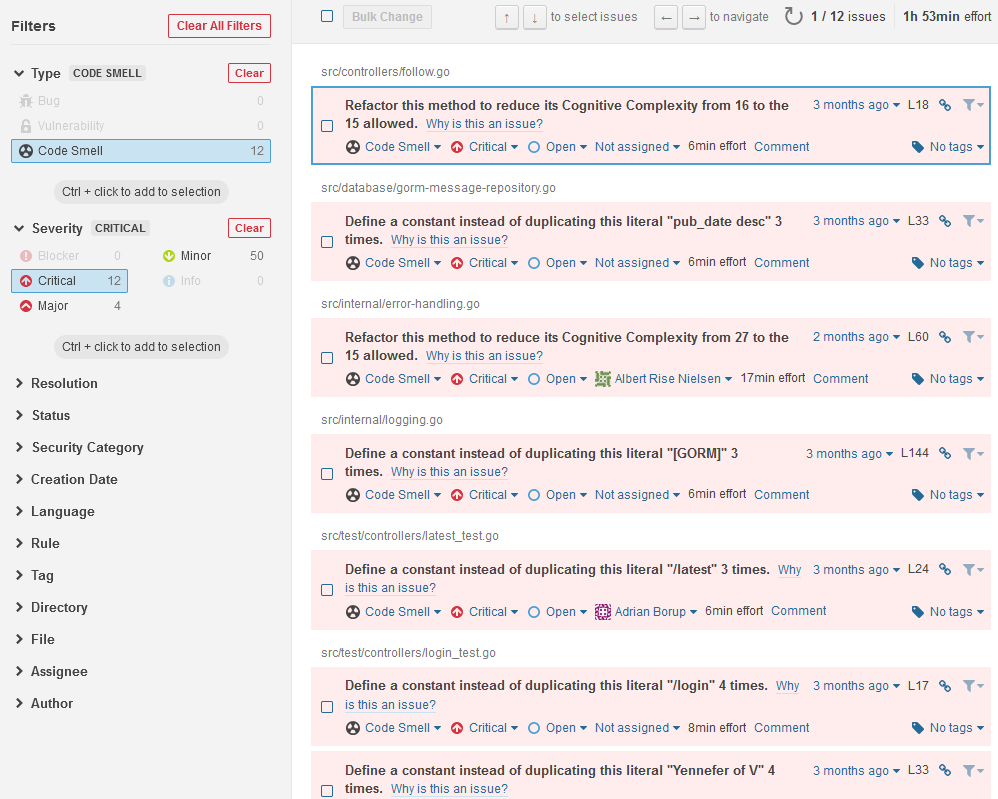 Filters
Clear All Filters
Type CODE SMELL Clear
Bug 0
Vulnerability 0
Code Smell 12
Ctrl + click to add to selection
Severity CRITICAL Clear
Blocker 0 Minor 50
Critical 12 Info 0
Major 4
Ctrl + click to add to selection
Resolution
Status
Security Category
Creation Date
Language
Rule
Tag
Directory
File
Assignee
Author
Bulk Change ↑ ↓ to select issues ← → to navigate 1 / 12 issues 1h 53min effort
src/controllers/follow.go
Refactor this method to reduce its Cognitive Complexity from 16 to the 3 months ago L18
15 allowed. Why is this an issue?
Code Smell Critical Open Not assigned 6min effort Comment No tags
src/database/gorm-message-repository.go
Define a constant instead of duplicating this literal "pub_date desc" 3 3 months ago L33
times. Why is this an issue?
Code Smell Critical Open Not assigned 6min effort Comment No tags
src/internal/error-handling.go
Refactor this method to reduce its Cognitive Complexity from 27 to the 2 months ago L60
15 allowed. Why is this an issue?
Code Smell Critical Open Albert Rise Nielsen 17min effort Comment No tags
src/internal/logging.go
Define a constant instead of duplicating this literal "[GORM]" 3 3 months ago L144
times. Why is this an issue?
Code Smell Critical Open Not assigned 6min effort Comment No tags
src/test/controllers/latest_test.go
Define a constant instead of duplicating this literal "/latest" 3 times. Why 3 months ago L24
is this an issue?
Code Smell Critical Open Adrian Borup 6min effort Comment No tags
src/test/controllers/login_test.go
Define a constant instead of duplicating this literal "/login" 4 times. Why 3 months ago L17
is this an issue?
Code Smell Critical Open Not assigned 8min effort Comment No tags
Define a constant instead of duplicating this literal "Yennefer of V" 4 3 months ago L33
times. Why is this an issue?